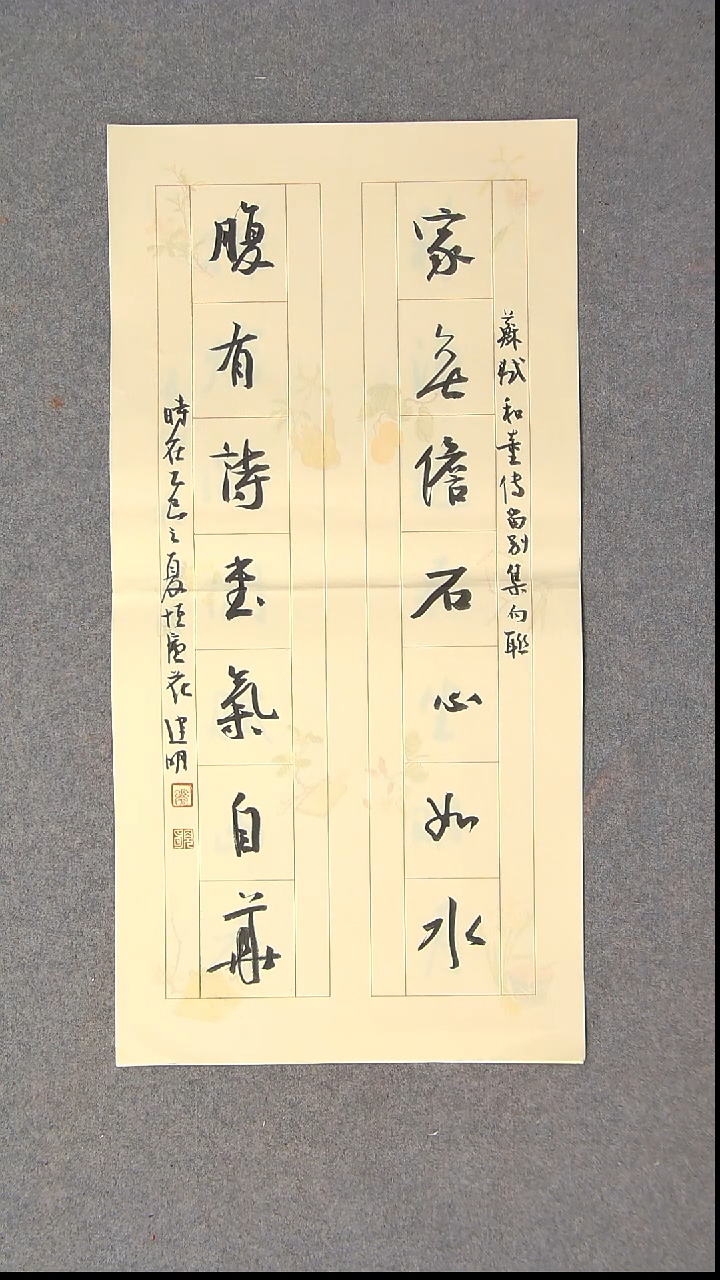 蘇軾和董傳留別集句聯
家無儋石心如水
腹有詩書氣自華
時在乙巳之夏恒 建明